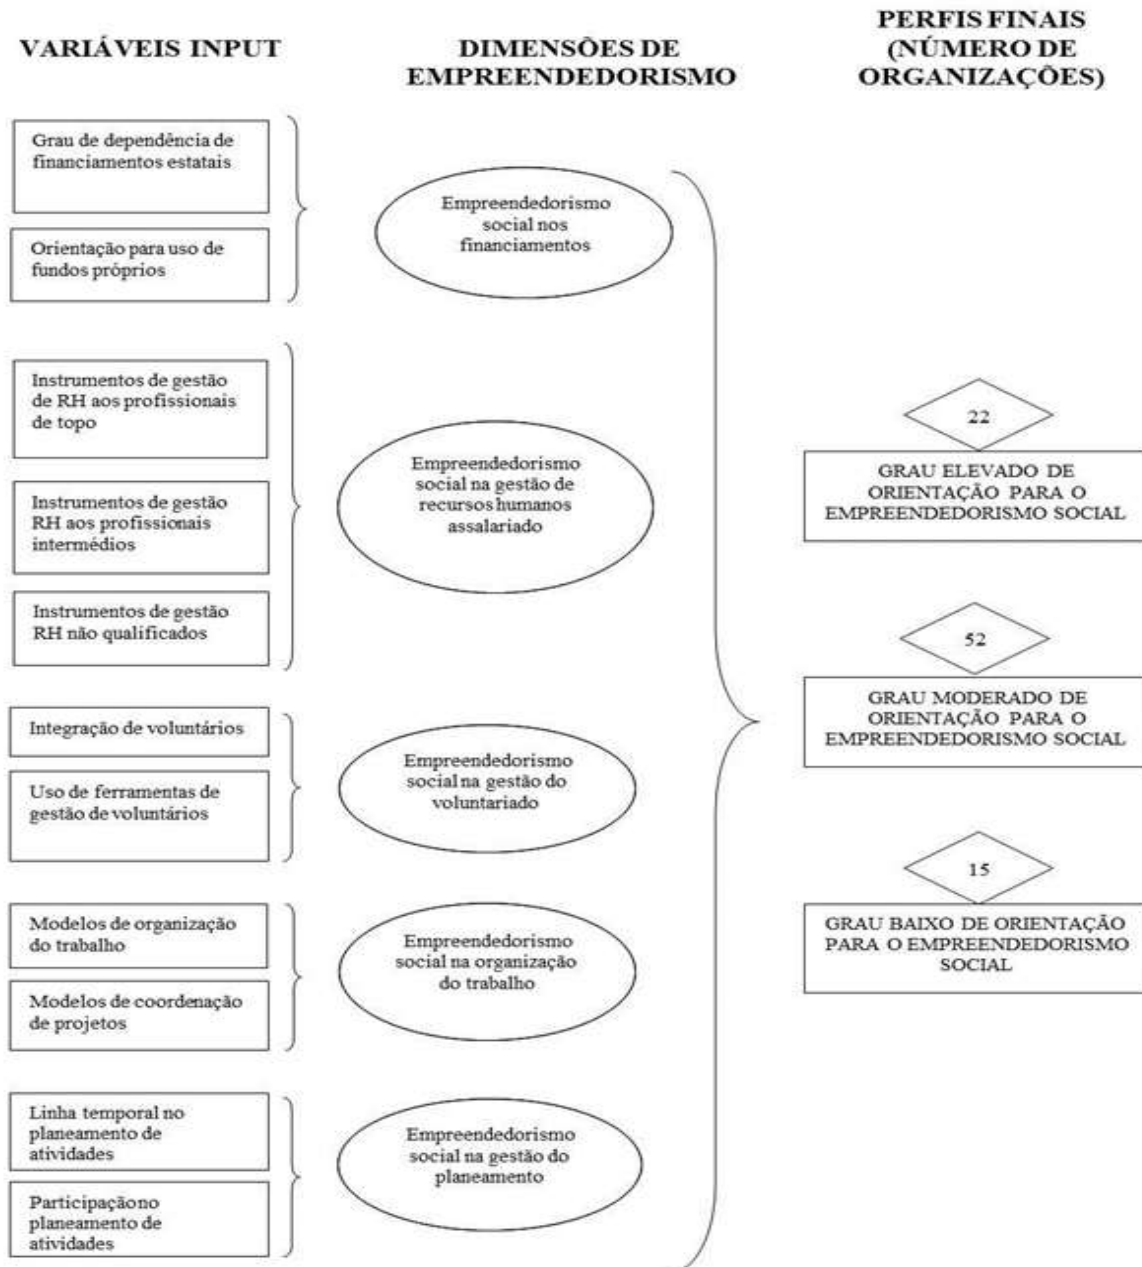 VARIÁVEIS INPUT
DIMENSÕES DE
EMPREENDEDORISMO
PERFIS FINAIS
(NÚMERO DE
ORGANIZAÇÕES)
Grau de dependência de
financiamentos estatais
Orientação para uso de
fundos próprios
Instrumentos de gestão
de RH aos profissionais
de topo
Instrumentos de gestão
RH aos profissionais
intermédios
Instrumentos de gestão
RH não qualificados
Integração de voluntários
Uso de ferramentas de
gestão de voluntários
Modelos de organização
do trabalho
Modelos de coordenação
de projetos
Linha temporal no
planeamento de
atividades
Participação no
planeamento de
atividades
Empreendedorismo
social nos
financiamentos
Empreendedorismo
social na gestão de
recursos humanos
assalariado
Empreendedorismo
social na gestão do
voluntariado
Empreendedorismo
social na organização
do trabalho
Empreendedorismo
social na gestão do
planeamento
22
GRAU ELEVADO DE
ORIENTAÇÃO PARA O
EMPREENDEDORISMO SOCIAL
52
GRAU MODERADO DE
ORIENTAÇÃO PARA O
EMPREENDEDORISMO SOCIAL
15
GRAU BAIXO DE ORIENTAÇÃO
PARA O EMPREENDEDORISMO
SOCIAL